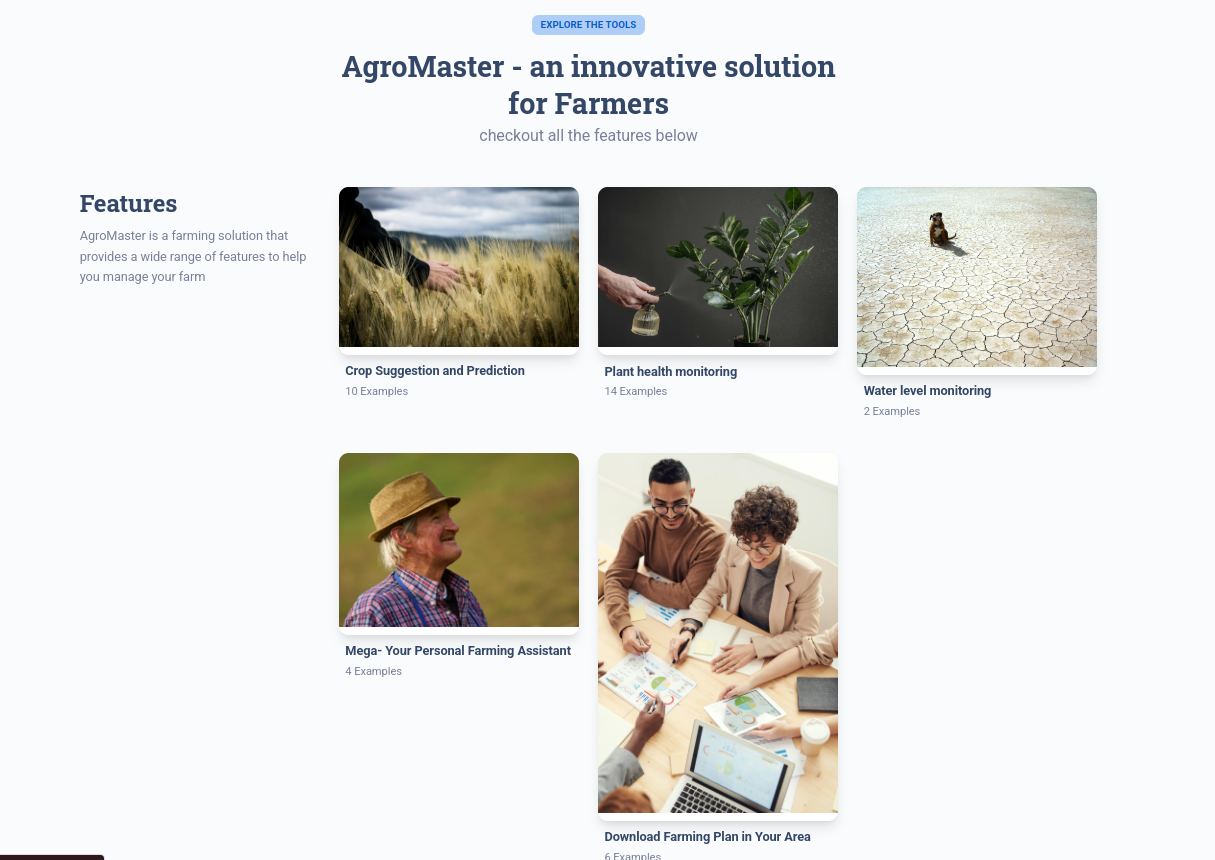 EXPLORE THE TOOLS
AgroMaster - an innovative solution
for Farmers
checkout all the features below
Features
AgroMaster is a farming solution that
provides a wide range of features to help
you manage your farm
Crop Suggestion and Prediction
10 Examples
Plant health monitoring
14 Examples
Water level monitoring
2 Examples
Mega- Your Personal Farming Assistant
4 Examples
Download Farming Plan in Your Area
6 Examples